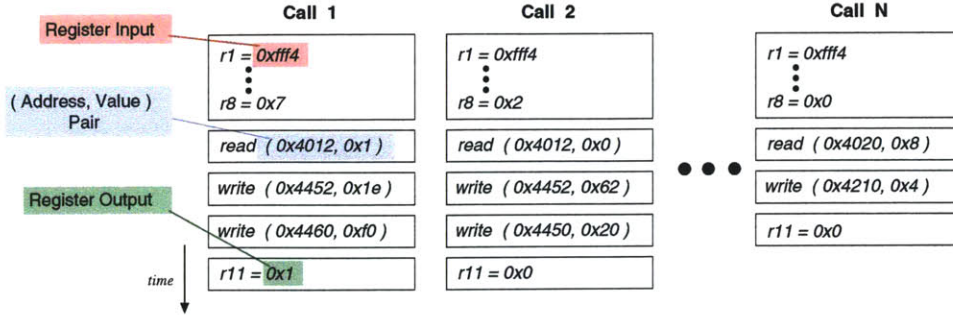 Call 1
Call 2
Call N
Register Input
( Address, Value )
Pair
Register Output
time
r1 = 0xfff4
r8 = 0x7
read ( 0x4012, 0x1 )
write ( 0x4452, 0x1e )
write ( 0x4460, 0xf0 )
r11 = 0x1
r1 = 0xfff4
r8 = 0x2
read ( 0x4012, 0x0 )
write ( 0x4452, 0x62 )
write ( 0x4450, 0x20 )
r11 = 0x0
r1 = 0xfff4
r8 = 0x0
read ( 0x4020, 0x8 )
write ( 0x4210, 0x4 )
r11 = 0x0